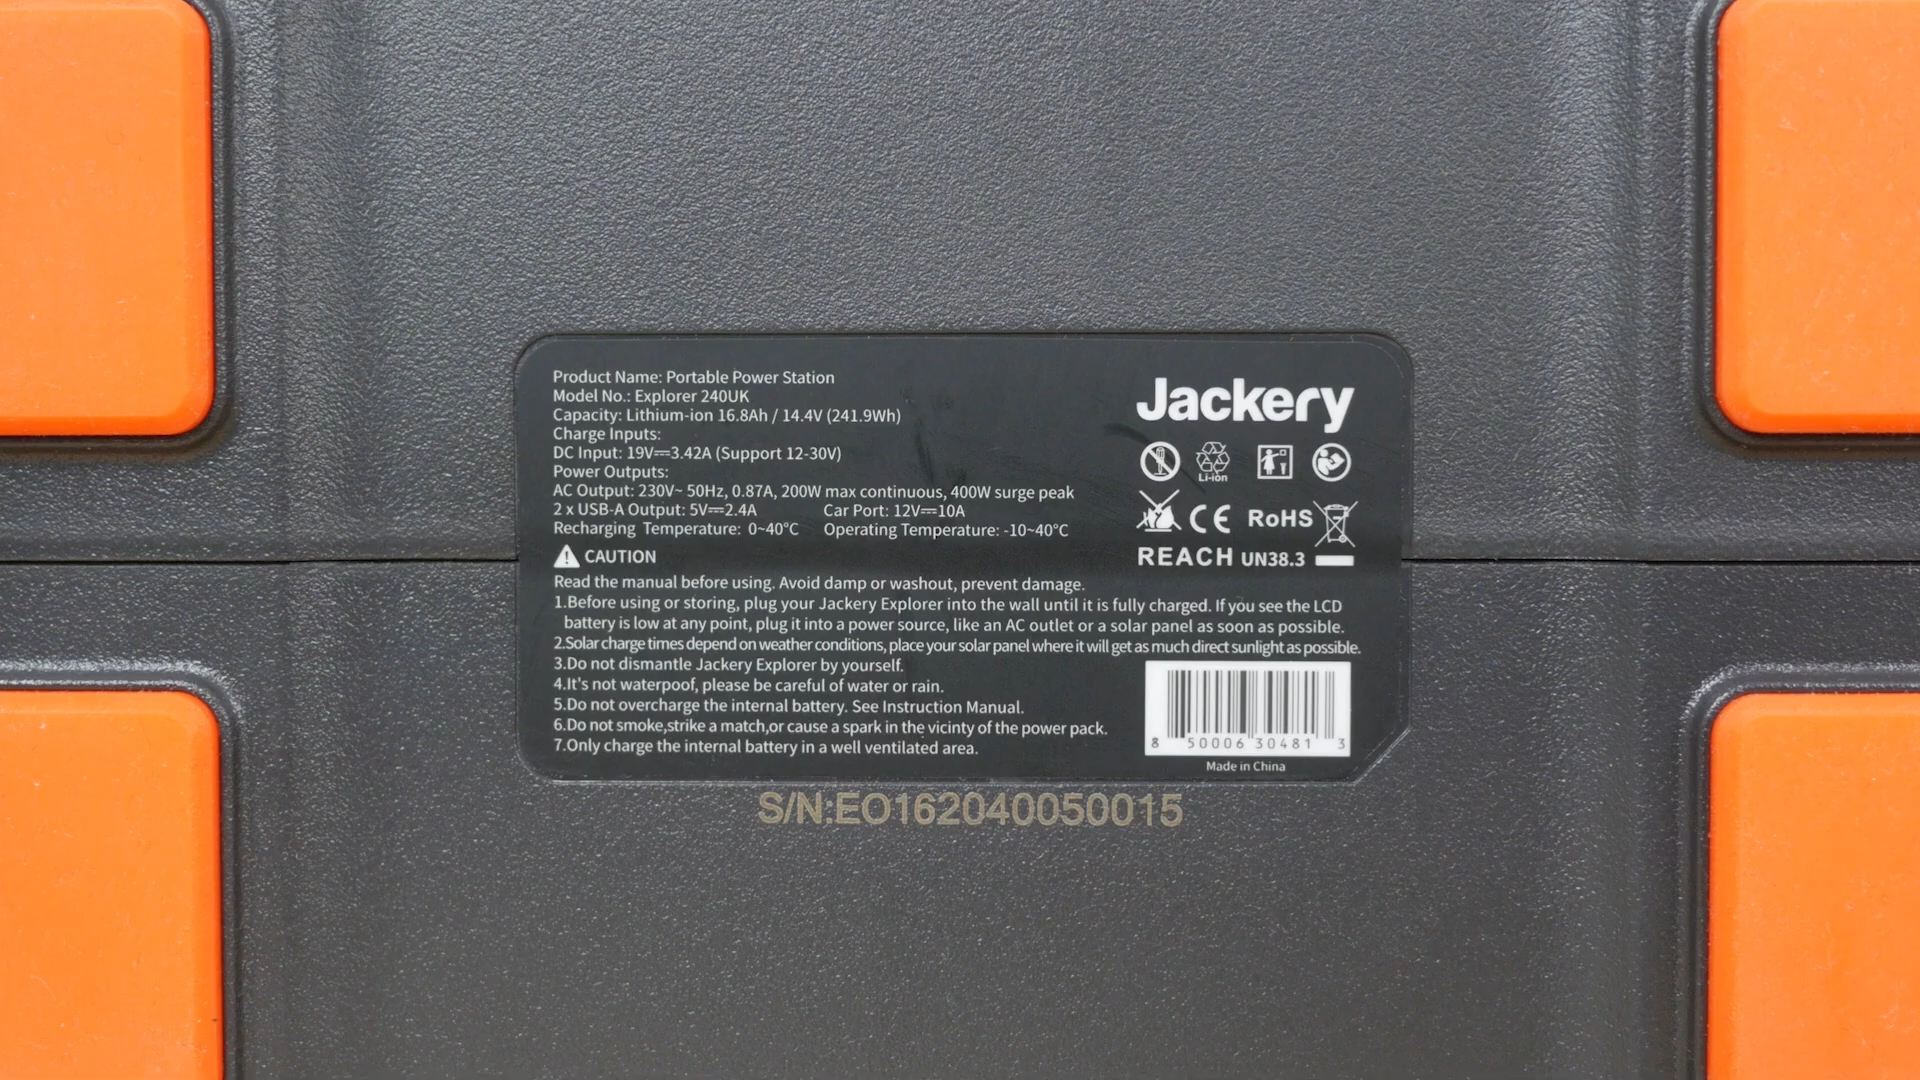 Product Name: Portable Power Station
Model No.: Explorer 240UK
Capacity: Lithium-ion 16.8Ah / 14.4V (241.9Wh)
Charge Inputs:
DC Input: 19V⎓3.42A (Support 12-30V)
Power Outputs:
AC Output: 230V~ 50Hz, 0.87A, 200W max continuous, 400W surge peak
2 x USB-A Output: 5V⎓2.4A Car Port: 12V⎓10A
Recharging Temperature: 0~40°C Operating Temperature: -10~40°C
Jackery
Li-ion
CE RoHS
REACH UN38.3
CAUTION
Read the manual before using. Avoid damp or washout, prevent damage.
1.Before using or storing, plug your Jackery Explorer into the wall until it is fully charged. If you see the LCD
battery is low at any point, plug it into a power source, like an AC outlet or a solar panel as soon as possible.
2.Solar charge times depend on weather conditions, place your solar panel where it will get as much direct sunlight as possible.
3.Do not dismantle Jackery Explorer by yourself.
4.It's not waterpoof, please be careful of water or rain.
5.Do not overcharge the internal battery. See Instruction Manual.
6.Do not smoke,strike a match,or cause a spark in the vicinty of the power pack.
7.Only charge the internal battery in a well ventilated area.
8 50006 30481 3
Made in China
S/N:EO162040050015